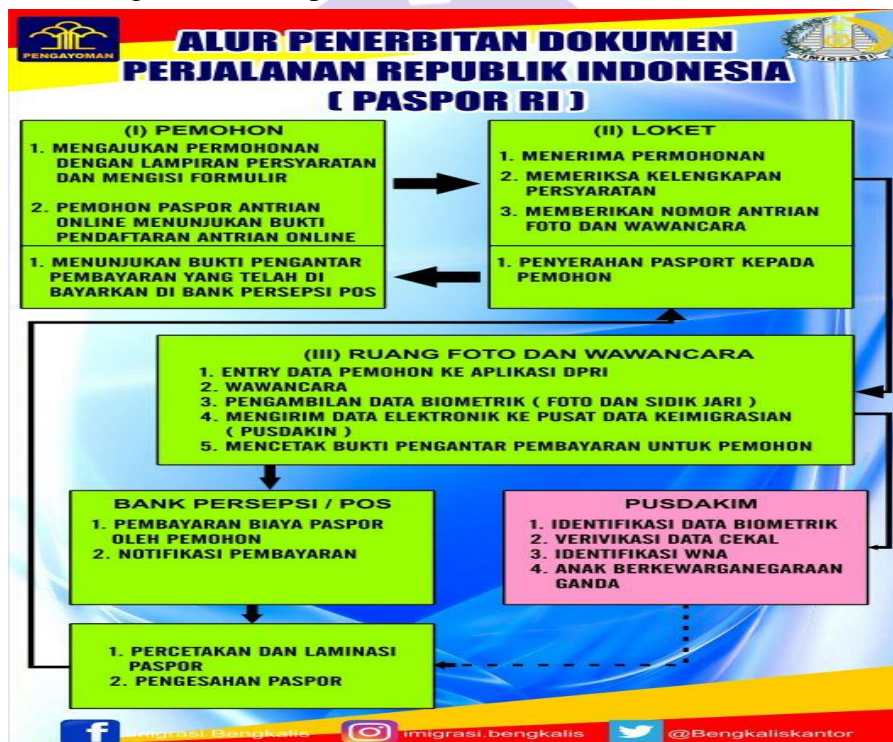 PENGAYOMAN
IMIGRASI
ALUR PENERBITAN DOKUMEN
PERJALANAN REPUBLIK INDONESIA
( PASPOR RI )
(I) PEMOHON
1. MENGAJUKAN PERMOHONAN
DENGAN LAMPIRAN PERSYARATAN
DAN MENGISI FORMULIR
2. PEMOHON PASPOR ANTRIAN
ONLINE MENUNJUKAN BUKTI
PENDAFTARAN ANTRIAN ONLINE
1. MENUNJUKAN BUKTI PENGANTAR
PEMBAYARAN YANG TELAH DI
BAYARKAN DI BANK PERSEPSI POS
(II) LOKET
1. MENERIMA PERMOHONAN
2. MEMERIKSA KELENGKAPAN
PERSYARATAN
3. MEMBERIKAN NOMOR ANTRIAN
FOTO DAN WAWANCARA
1. PENYERAHAN PASPORT KEPADA
PEMOHON
(III) RUANG FOTO DAN WAWANCARA
1. ENTRY DATA PEMOHON KE APLIKASI DPRI
2. WAWANCARA
3. PENGAMBILAN DATA BIOMETRIK ( FOTO DAN SIDIK JARI )
4. MENGIRIM DATA ELEKTRONIK KE PUSAT DATA KEIMIGRASIAN
( PUSDAKIN )
5. MENCETAK BUKTI PENGANTAR PEMBAYARAN UNTUK PEMOHON
BANK PERSEPSI / POS
1. PEMBAYARAN BIAYA PASPOR
OLEH PEMOHON
2. NOTIFIKASI PEMBAYARAN
PUSDAKIM
1. IDENTIFIKASI DATA BIOMETRIK
2. VERIVIKASI DATA CEKAL
3. IDENTIFIKASI WNA
4. ANAK BERKEWARGANEGARAAN
GANDA
1. PERCETAKAN DAN LAMINASI
PASPOR
2. PENGESAHAN PASPOR
imigrasi Bengkalis
imigrasi.bengkalis
@Bengkaliskantor